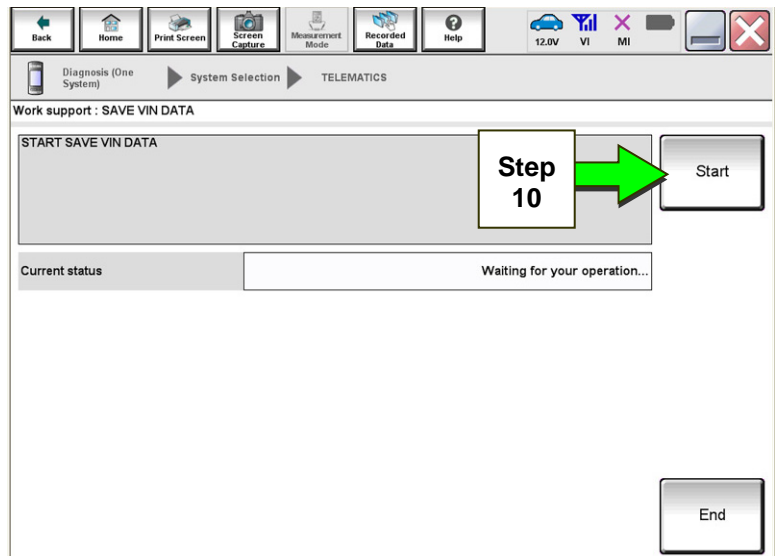 Back
Home
Print Screen
Screen
Capture
Measurement
Mode
Recorded
Data
Help
12.0V
VI
MI
Diagnosis (One
System)
System Selection
TELEMATICS
Work support : SAVE VIN DATA
START SAVE VIN DATA
Step
10
Start
Current status
Waiting for your operation...
End